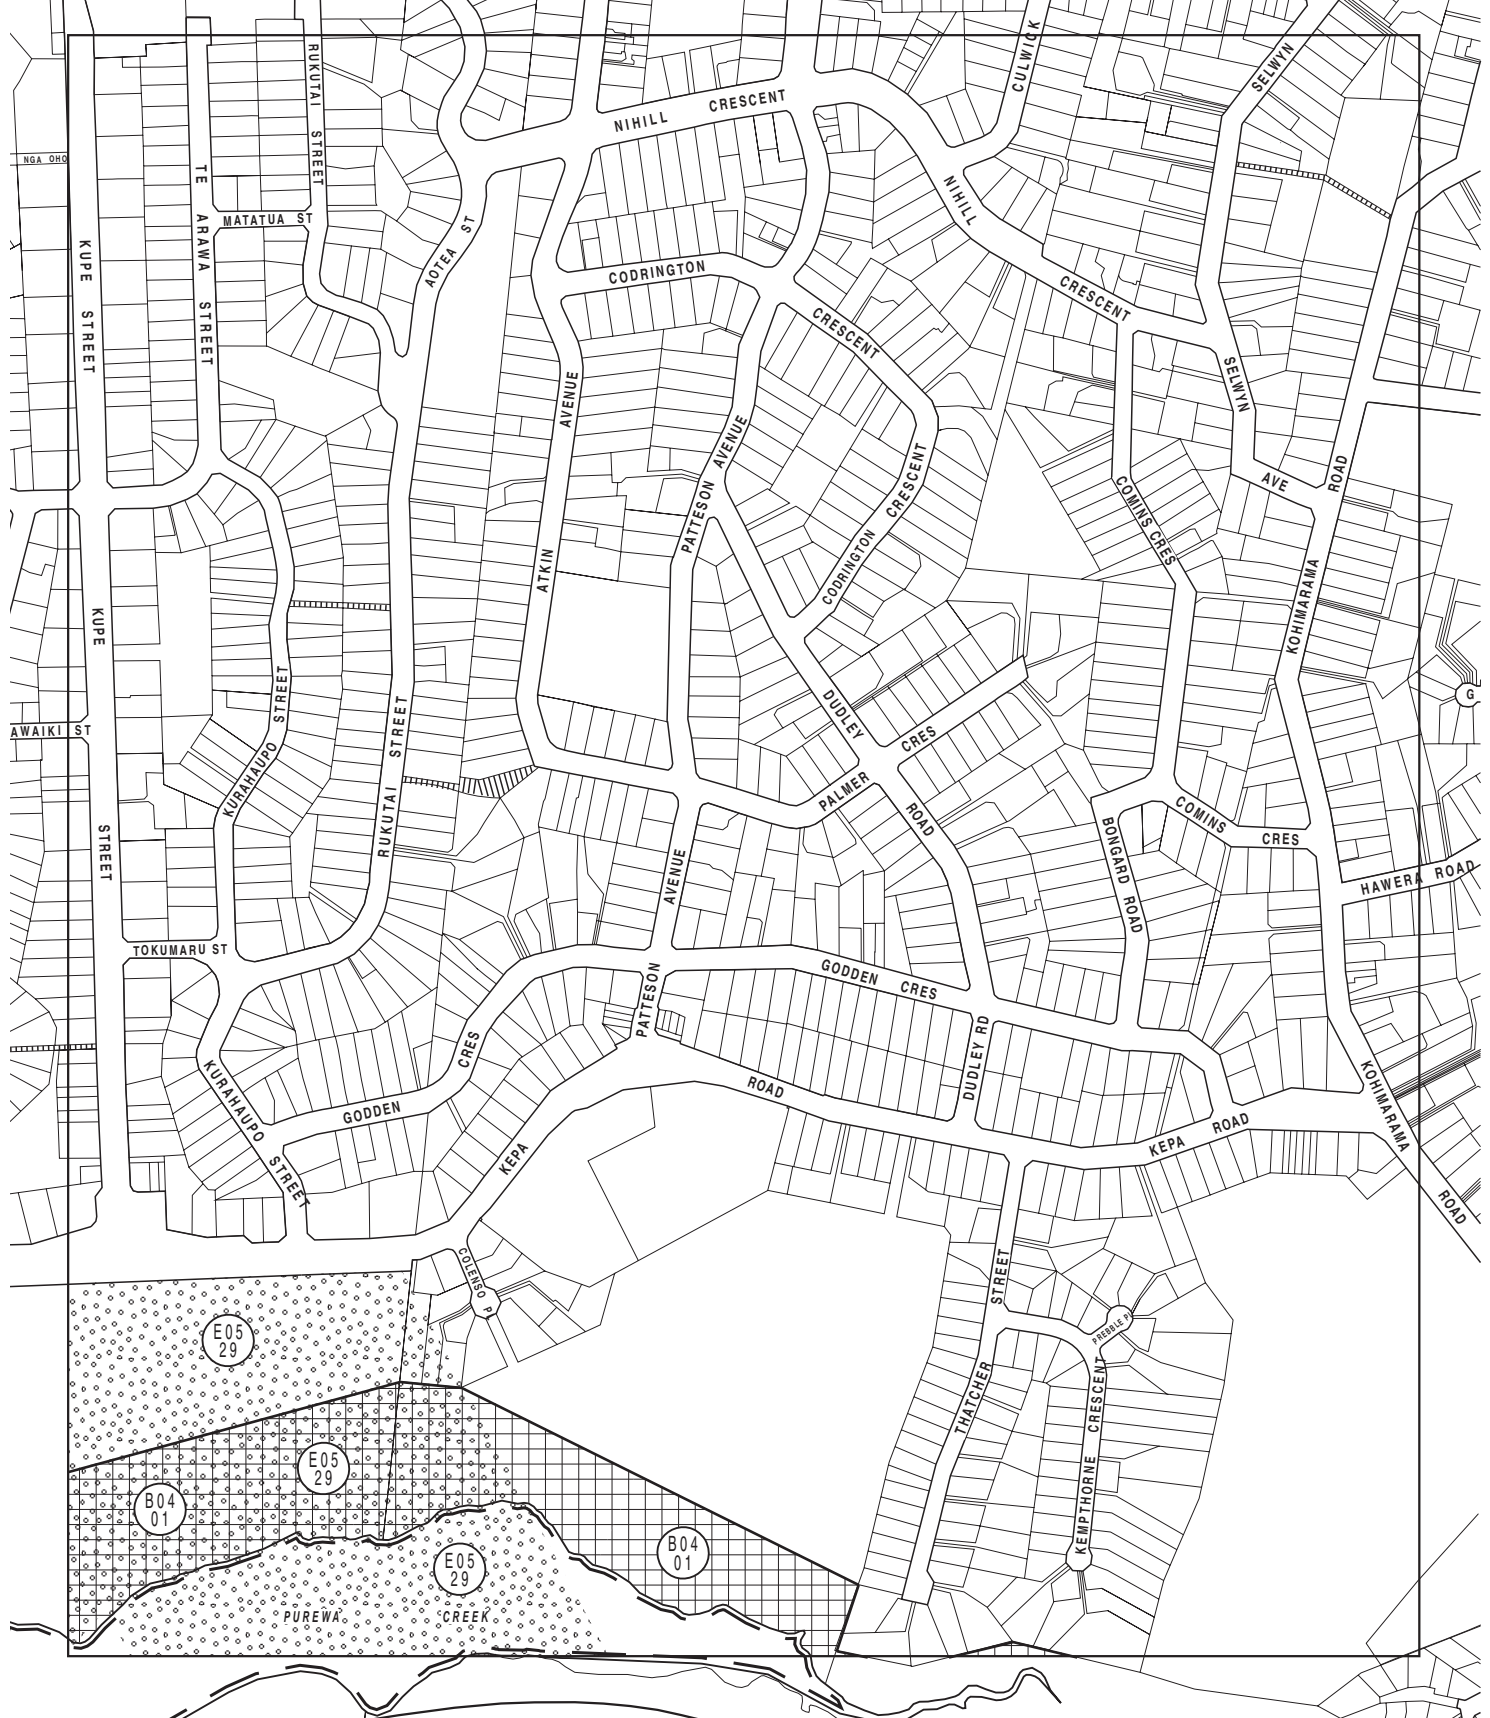 CULWICK
SELWYN
RUKUTAI STREET
NIHILL CRESCENT
NGA OHO
TE ARAWA STREET
MATATUA ST
KUPE STREET
AOTEA ST
NIHILL CRESCENT
CODRINGTON CRESCENT
SELWYN AVE
ATKIN AVENUE
PATTESON AVENUE
CODRINGTON CRESCENT
COMINS CRES
KOHIMARAMA ROAD
KUPE STREET
KURAHAUPO STREET
RUKUTAI STREET
AWAIKI ST
DUDLEY ROAD
G
PALMER CRES
COMINS CRES
BONGARD ROAD
HAWERA ROAD
PATTESON AVENUE
TOKUMARU ST
GODDEN CRES
DUDLEY RD
KURAHAUPO STREET
GODDEN CRES
KEPA ROAD
KEPA ROAD
KOHIMARAMA ROAD
COLENSO PL
THATCHER STREET
PREBBLE PL
KEMPTHORNE CRESCENT
E05
29
E05
29
B04
01
B04
01
E05
29
PUREWA CREEK